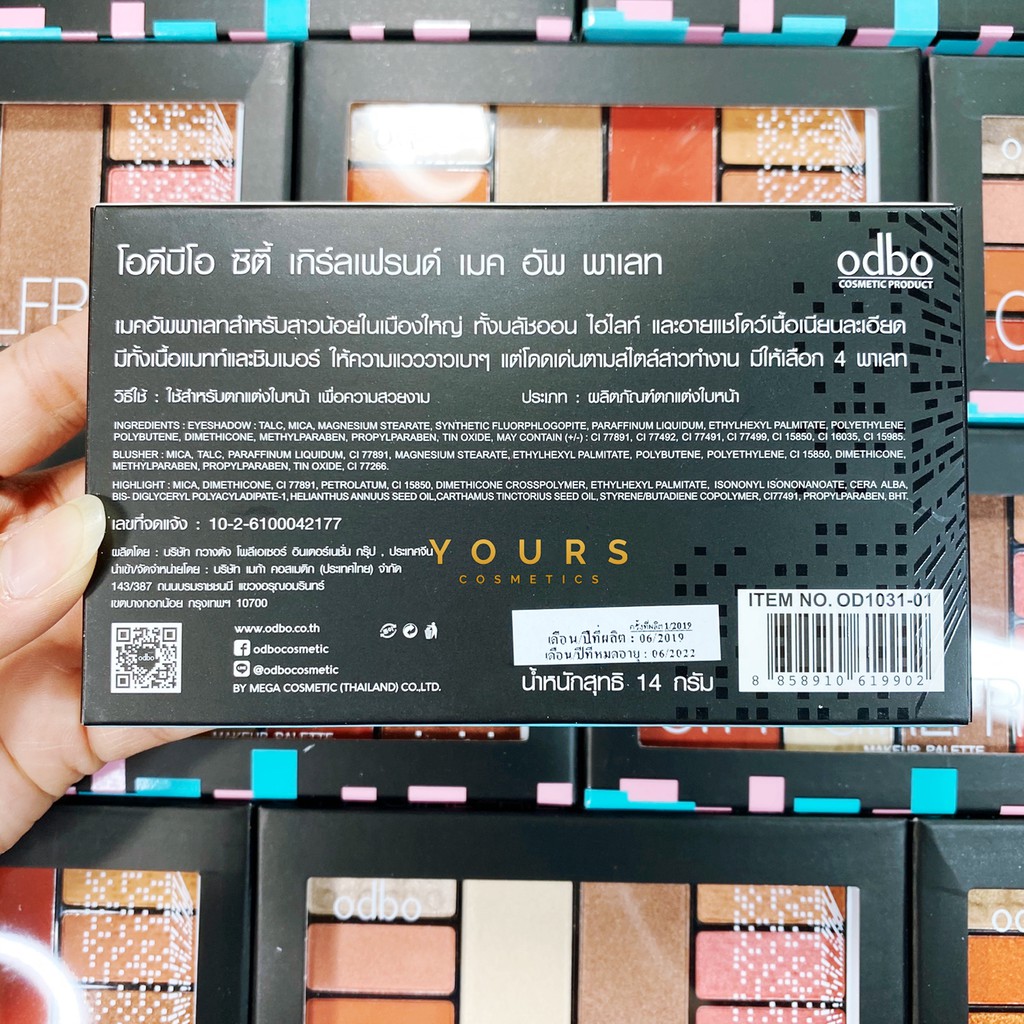 โอดีบีโอ ซิตี้ เกิร์ลเฟรนด์ เมค อัพ พาเลท
odbo
COSMETIC PRODUCT
เมคอัพพาเลทสำหรับสาวน้อยในเมืองใหญ่ ทั้งบลัชออน ไฮไลท์ และอายแชโดว์เนื้อเนียนละเอียด
มีทั้งเนื้อแมทท์และชิมเมอร์ ให้ความแวววาวเบาๆ แต่โดดเด่นตามสไตล์สาวทำงาน มีให้เลือก 4 พาเลท
วิธีใช้ : ใช้สำหรับตกแต่งใบหน้า เพื่อความสวยงาม ประเภท : ผลิตภัณฑ์ตกแต่งใบหน้า
INGREDIENTS : EYESHADOW : TALC, MICA, MAGNESIUM STEARATE, SYNTHETIC FLUORPHLOGOPITE, PARAFFINUM LIQUIDUM, ETHYLHEXYL PALMITATE, POLYETHYLENE,
POLYBUTENE, DIMETHICONE, METHYLPARABEN, PROPYLPARABEN, TIN OXIDE, MAY CONTAIN (+/-) : CI 77891, CI 77492, CI 77491, CI 77499, CI 15850, CI 16035, CI 15985.
BLUSHER : MICA, TALC, PARAFFINUM LIQUIDUM, CI 77891, MAGNESIUM STEARATE, ETHYLHEXYL PALMITATE, POLYBUTENE, POLYETHYLENE, CI 15850, DIMETHICONE,
METHYLPARABEN, PROPYLPARABEN, TIN OXIDE, CI 77266.
HIGHLIGHT : MICA, DIMETHICONE, CI 77891, PETROLATUM, CI 15850, DIMETHICONE CROSSPOLYMER, ETHYLHEXYL PALMITATE, ISONONYL ISONONANOATE, CERA ALBA,
BIS- DIGLYCERYL POLYACYLADIPATE-1, HELIANTHUS ANNUUS SEED OIL,CARTHAMUS TINCTORIUS SEED OIL, STYRENE/BUTADIENE COPOLYMER, CI77491, PROPYLPARABEN, BHT.
เลขที่จดแจ้ง : 10-2-6100042177
ผลิตโดย : บริษัท กวางตัง โพลีเอเชอร์ อินเตอร์เนชั่น กรุ๊ป , ประเทศจีน
YOURS
COSMETICS
นำเข้า/จัดจำหน่ายโดย : บริษัท เมก้า คอสเมติก (ประเทศไทย) จำกัด
143/387 ถนนบรมราชชนนี แขวงอรุณอมรินทร์
เขตบางกอกน้อย กรุงเทพฯ 10700
www.odbo.co.th
odbocosmetic
@odbocosmetic
BY MEGA COSMETIC (THAILAND) CO.,LTD.
ครั้งที่ผลิต 1/2019
เดือน/ปีที่ผลิต : 06/2019
เดือน/ปีที่หมดอายุ : 06/2022
น้ำหนักสุทธิ 14 กรัม
ITEM NO. OD1031-01
8 858910 619902
MAKEUP PALETTE
odbo